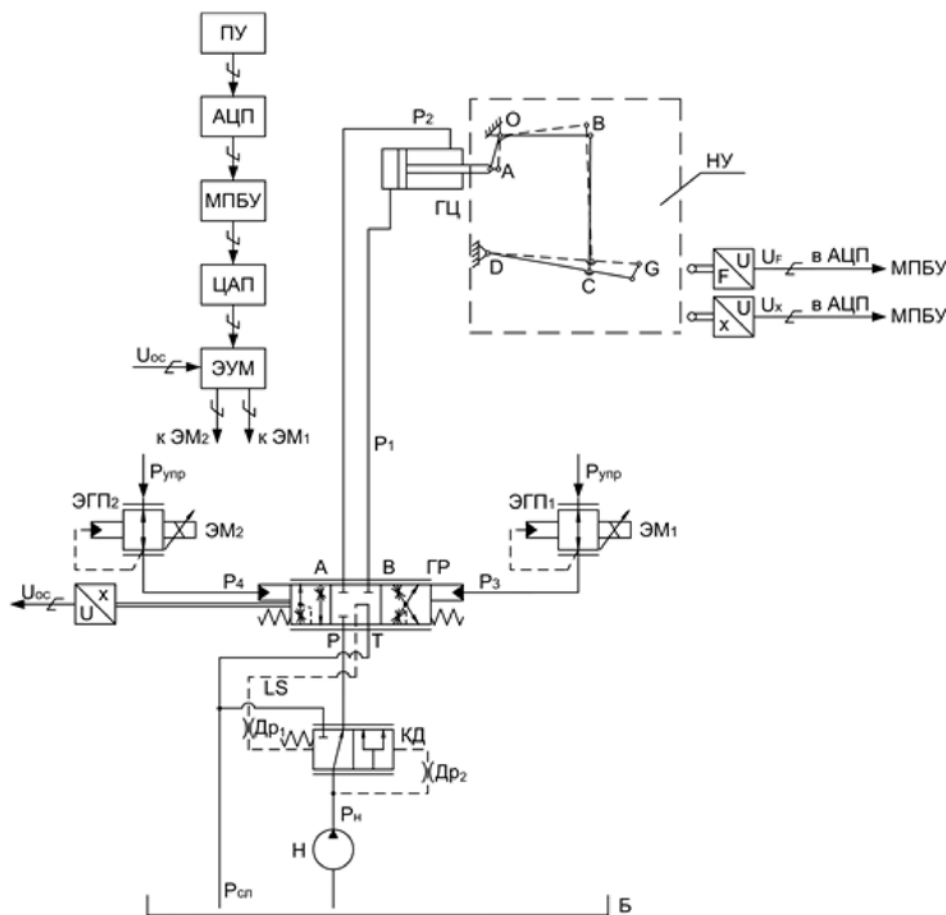 ПУ
АЦП
МПБУ
ЦАП
Uос
ЭУМ
к ЭМ2
к ЭМ1
P2
ГЦ
O
B
A
D
C
G
НУ
F
U
UF
в АЦП
МПБУ
x
U
Ux
в АЦП
МПБУ
P1
Pупр
ЭГП2
ЭМ2
Pупр
ЭГП1
ЭМ1
P4
A
B
ГР
P3
Uос
U
x
P
T
LS
Др1
КД
Др2
Pн
Н
Pсл
Б